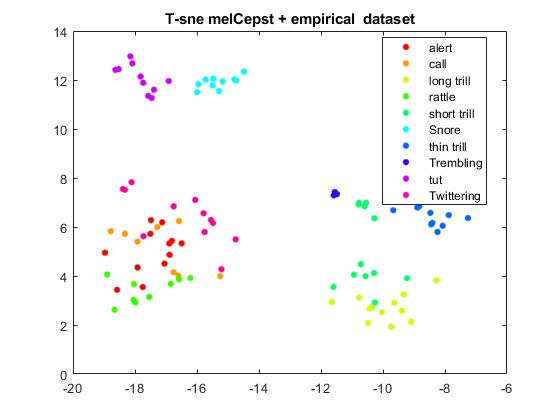 T-sne melCepst + empirical  dataset
14
12
10
8
6
4
2
0
-20
-18
-16
-14
-12
-10
-8
-6
alert
call
long trill
rattle
short trill
Snore
thin trill
Trembling
tut
Twittering